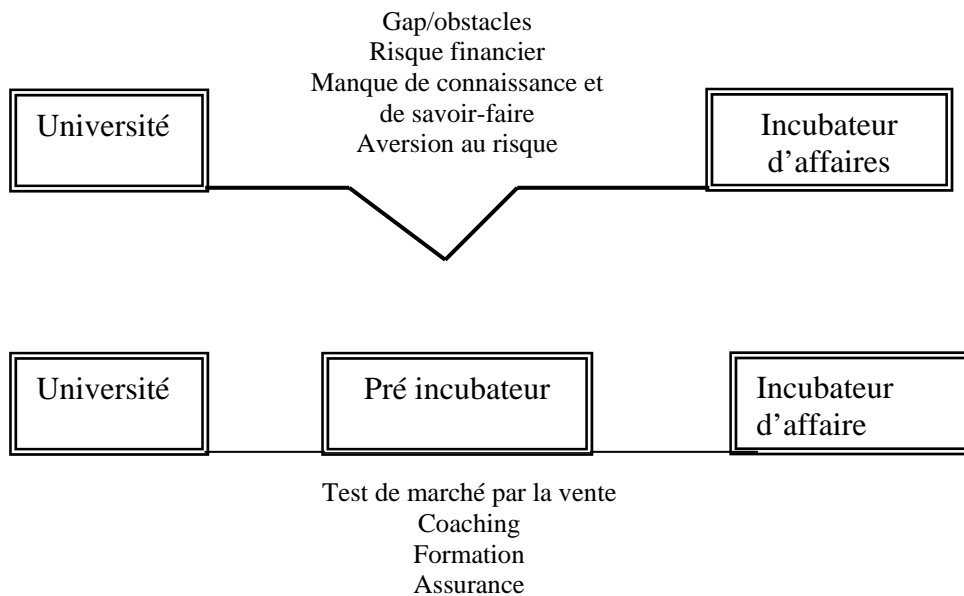 Gap/obstacles
Risque financier
Manque de connaissance et
de savoir-faire
Aversion au risque
Université
Incubateur
d’affaires
Université
Pré incubateur
Incubateur
d’affaire
Test de marché par la vente
Coaching
Formation
Assurance